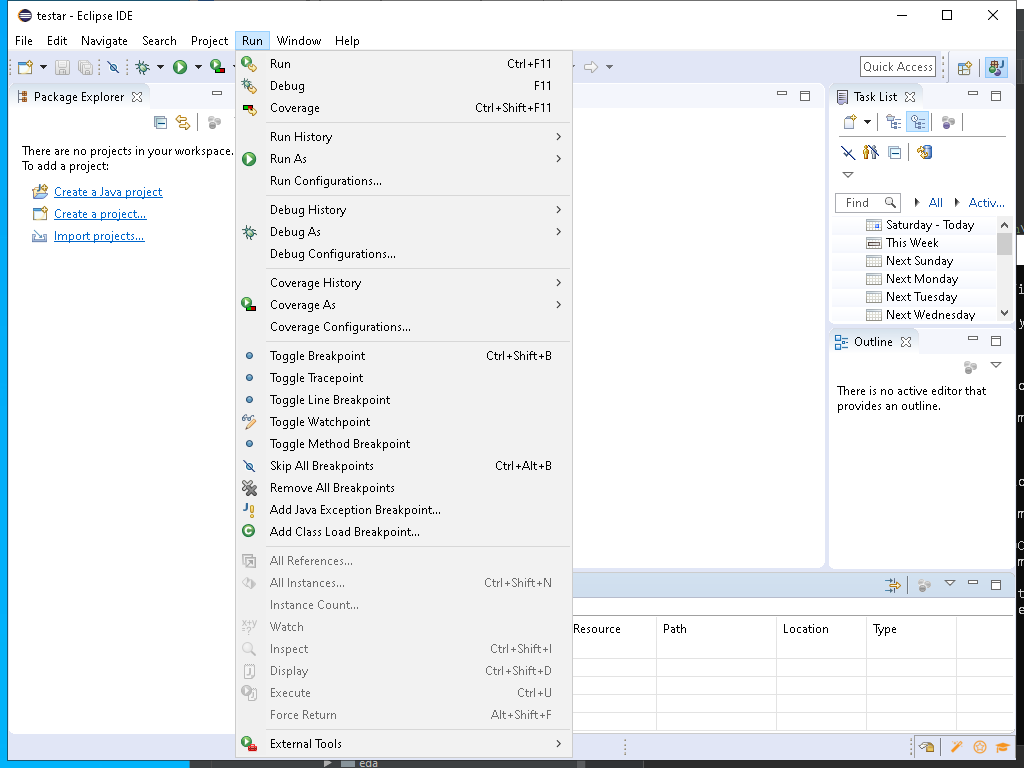 testar - Eclipse IDE
File Edit Navigate Search Project Run Window Help
Quick Access
Package Explorer
There are no projects in your workspace.
To add a project:
Create a Java project
Create a project...
Import projects...
Run Ctrl+F11
Debug F11
Coverage Ctrl+Shift+F11
Run History
Run As
Run Configurations...
Debug History
Debug As
Debug Configurations...
Coverage History
Coverage As
Coverage Configurations...
Toggle Breakpoint Ctrl+Shift+B
Toggle Tracepoint
Toggle Line Breakpoint
Toggle Watchpoint
Toggle Method Breakpoint
Skip All Breakpoints Ctrl+Alt+B
Remove All Breakpoints
Add Java Exception Breakpoint...
Add Class Load Breakpoint...
All References...
All Instances... Ctrl+Shift+N
Instance Count...
Watch
Inspect Ctrl+Shift+I
Display Ctrl+Shift+D
Execute Ctrl+U
Force Return Alt+Shift+F
External Tools
Task List
Find All Activ...
Saturday - Today
This Week
Next Sunday
Next Monday
Next Tuesday
Next Wednesday
Outline
There is no active editor that
provides an outline.
Resource Path Location Type
eda